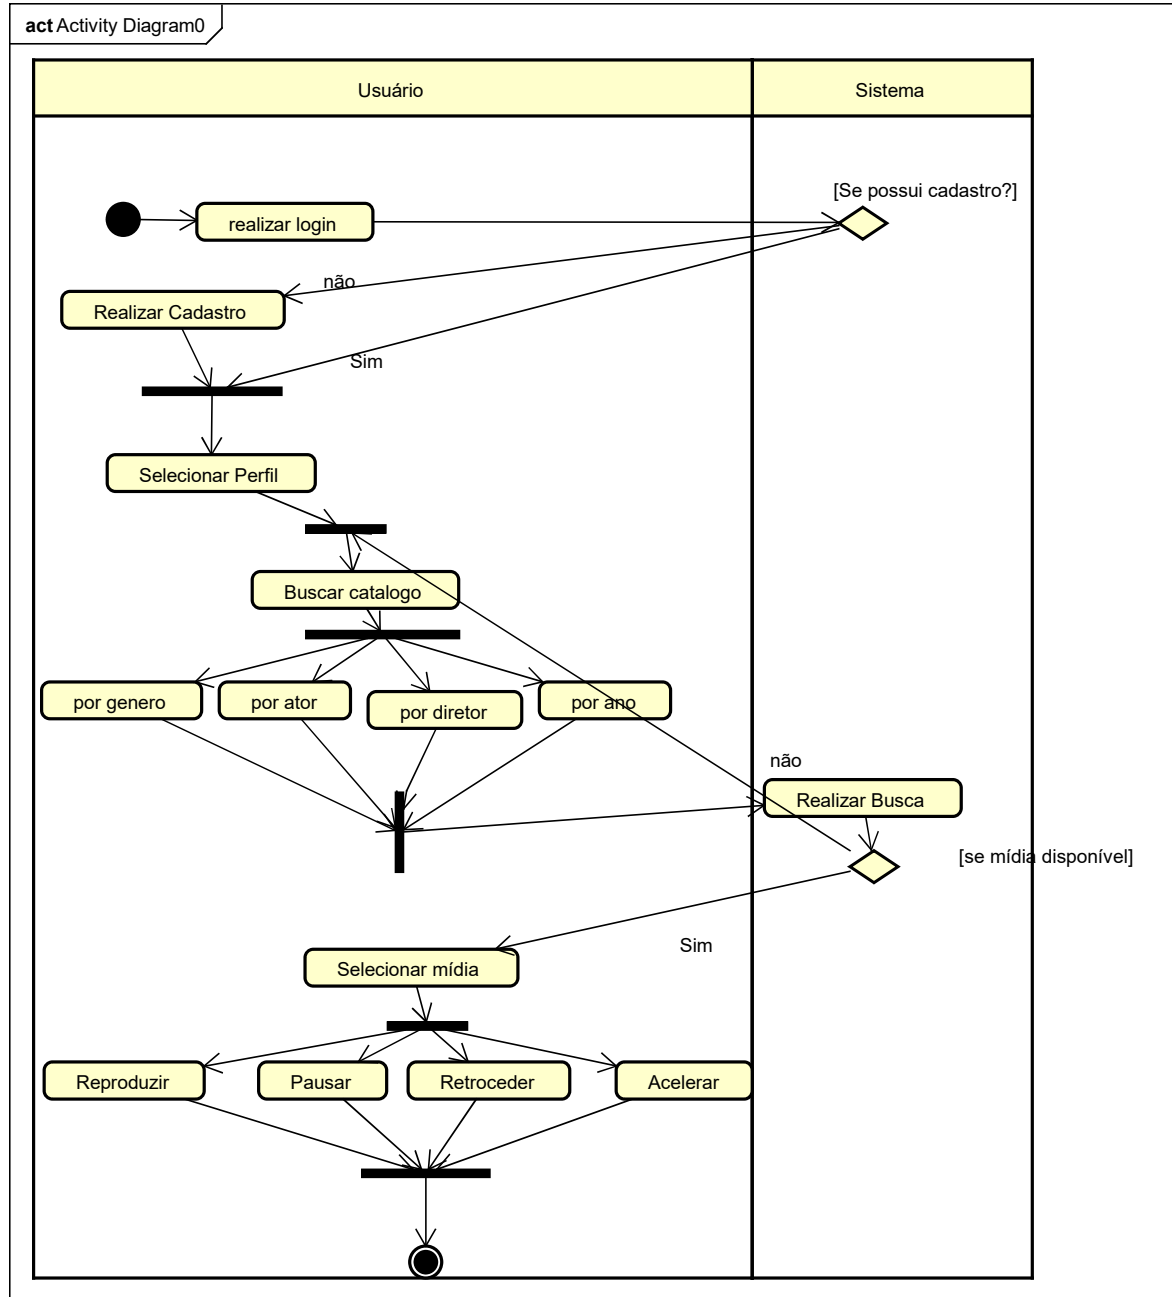 act Activity Diagram0
Usuário
Sistema
[Se possui cadastro?]
realizar login
não
Realizar Cadastro
Sim
Selecionar Perfil
Buscar catalogo
por genero
por ator
por diretor
por ano
não
Realizar Busca
[se mídia disponível]
Sim
Selecionar mídia
Reproduzir
Pausar
Retroceder
Acelerar